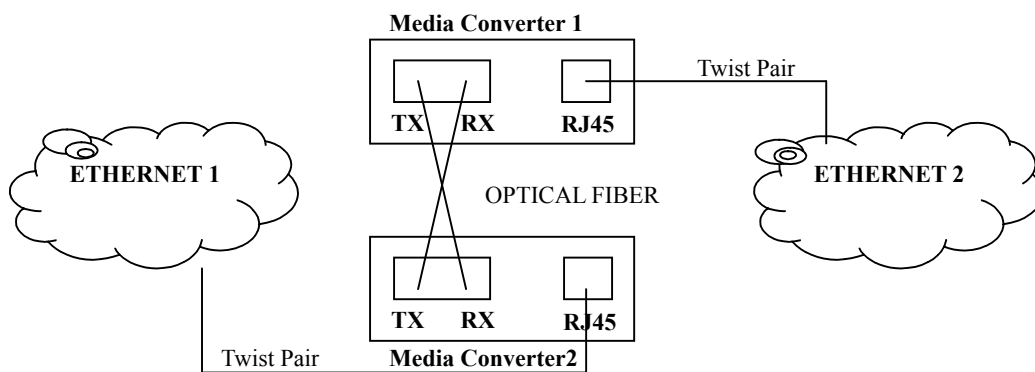 Media Converter 1
Twist Pair
TX RX RJ45
ETHERNET 1
ETHERNET 2
OPTICAL FIBER
TX RX RJ45
Twist Pair
Media Converter2